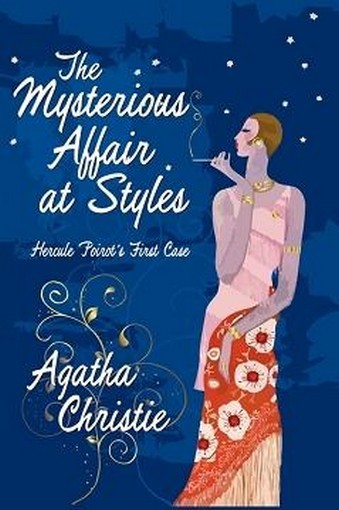 The
Mysterious
Affair
at Styles
Hercule Poirot's First Case
Agatha
Christie